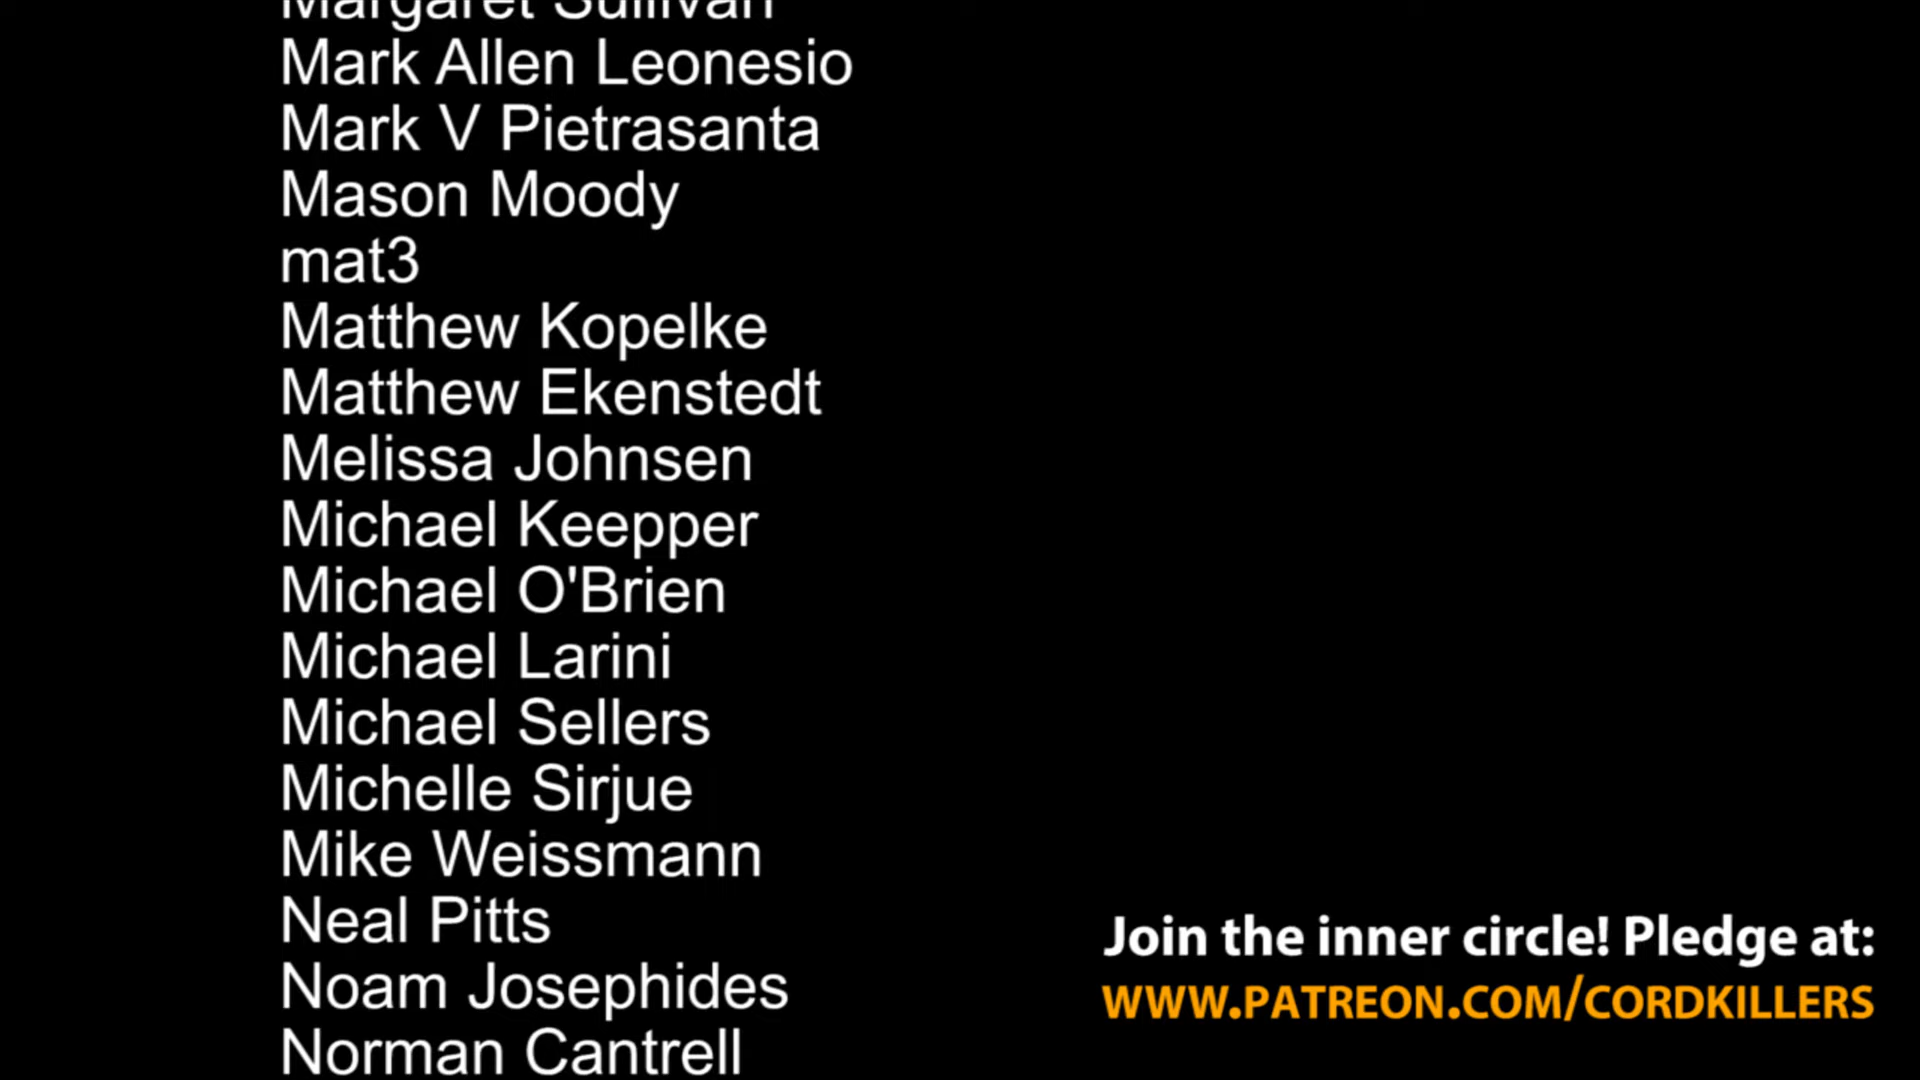 Margaret Sullivan
Mark Allen Leonesio
Mark V Pietrasanta
Mason Moody
mat3
Matthew Kopelke
Matthew Ekenstedt
Melissa Johnsen
Michael Keepper
Michael O'Brien
Michael Larini
Michael Sellers
Michelle Sirjue
Mike Weissmann
Neal Pitts
Noam Josephides
Norman Cantrell
Join the inner circle! Pledge at:
WWW.PATREON.COM/CORDKILLERS